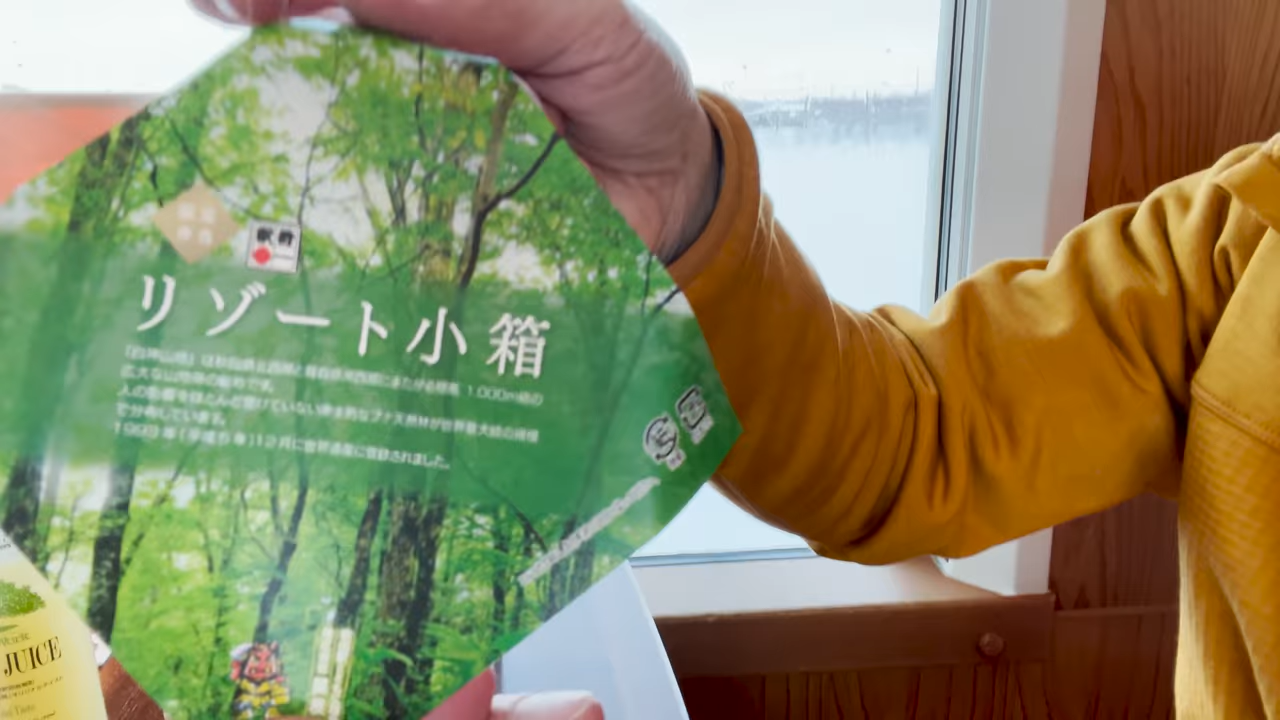 駅弁
リゾート小箱
「白神山地」は秋田県北西部と青森県南西部にまたがる標高 1,000m級の
広大な山地帯の総称です。
人の影響をほとんど受けていない原生的なブナ天然林が世界最大級の規模
で分布しています。
1993年(平成5年)12月に世界遺産に登録されました。
JUICE